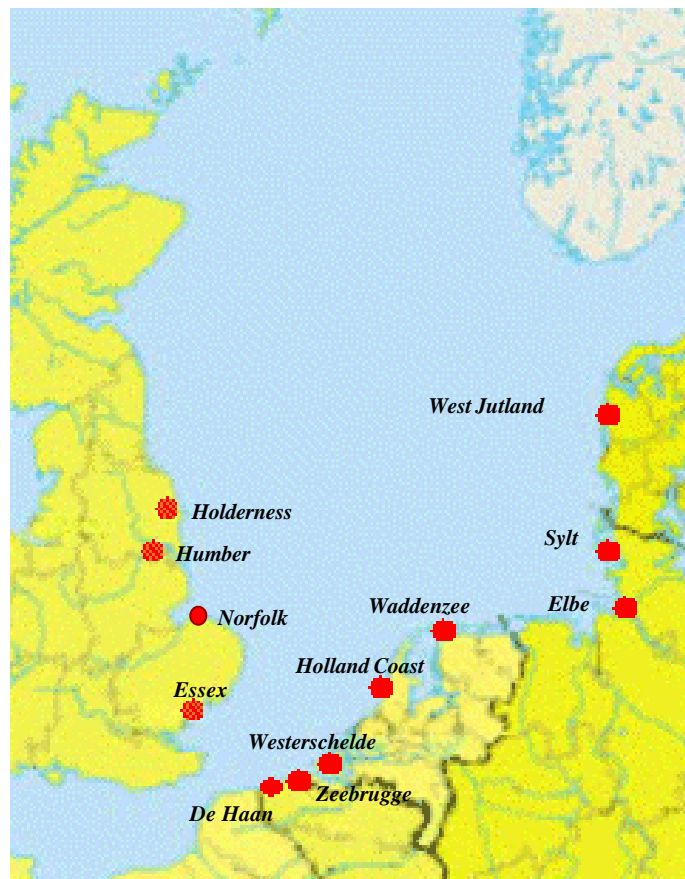 West Jutland
Holderness
Sylt
Humber
Elbe
Waddenzee
Norfolk
Holland Coast
Essex
Westerschelde
Zeebrugge
De Haan